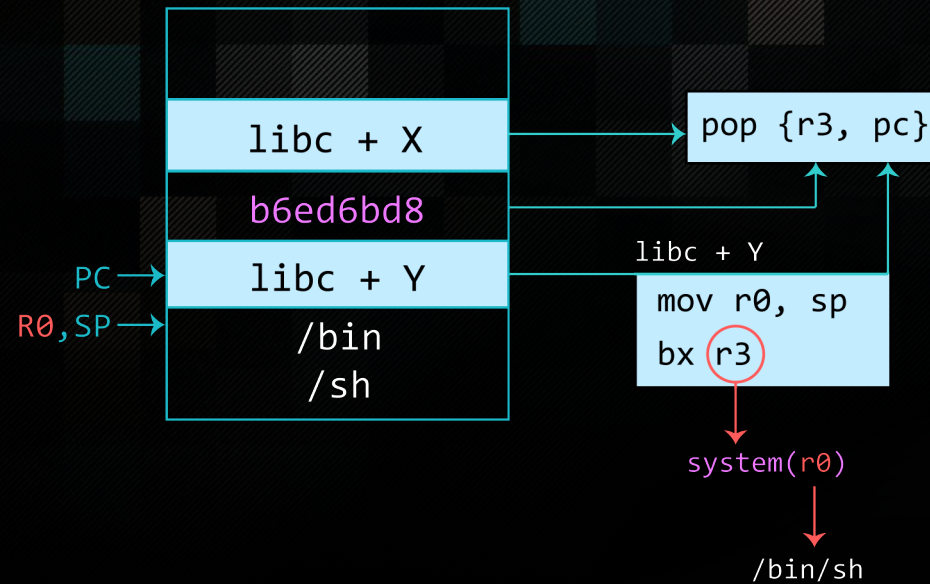 libc + X
pop {r3, pc}
b6ed6bd8
libc + Y
PC
libc + Y
R0,SP
/bin
/sh
mov r0, sp
bx r3
system(r0)
/bin/sh